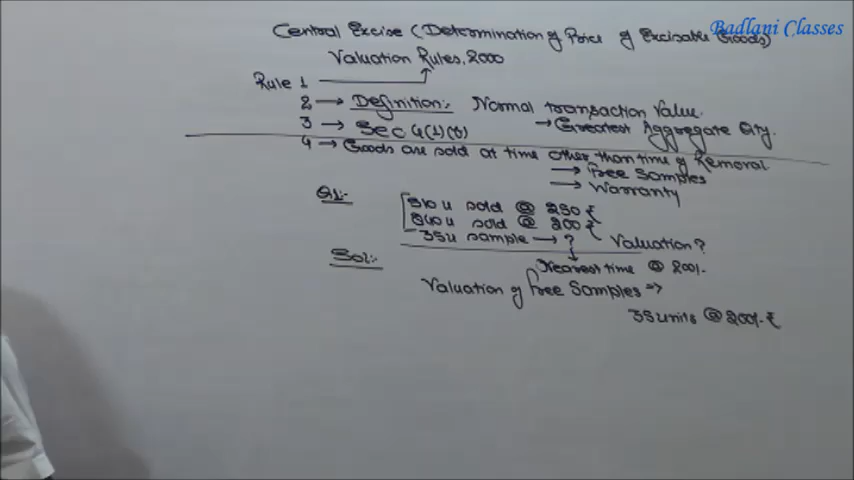 Badlani Classes
Central Excise (Determination of Price of Excisable Goods)
Valuation Rules, 2000
Rule 1
2 → Definition:- Normal transaction value.
→ Greatest Aggregate Qty.
3 → Sec 4(1)(b)
4 → Goods are sold at time other than time of Removal
→ Free Samples
→ Warranty
Q1:-
sold @ 250 ₹
sold @ 200 ₹
35u sample → ? Valuation?
Sol:-
Nearest time @ 200/-
Valuation of Free Samples ⇒
35 units @ 200/- ₹